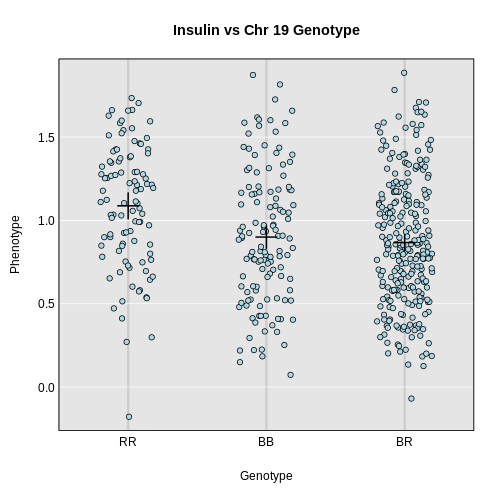 Insulin vs Chr 19 Genotype
Phenotype
1.5
1.0
0.5
0.0
RR BB BR
Genotype